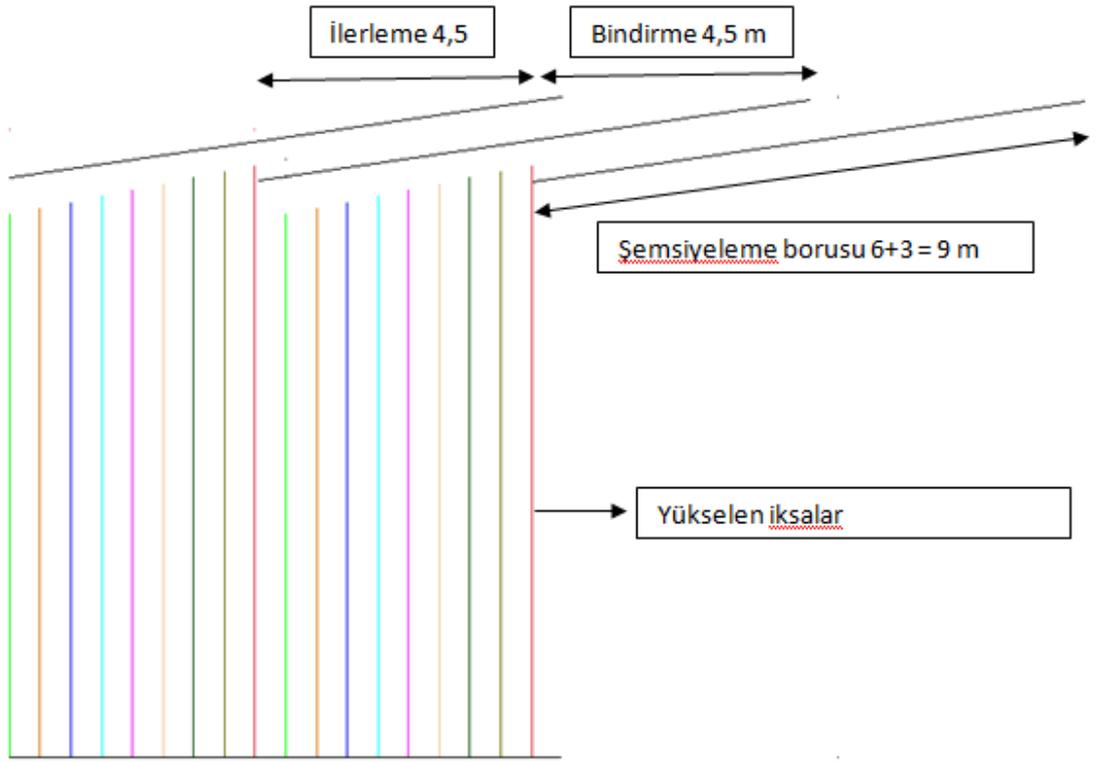 İlerleme 4,5
Bindirme 4,5 m
Şemsiyeleme borusu 6+3 = 9 m
Yükselen iksalar